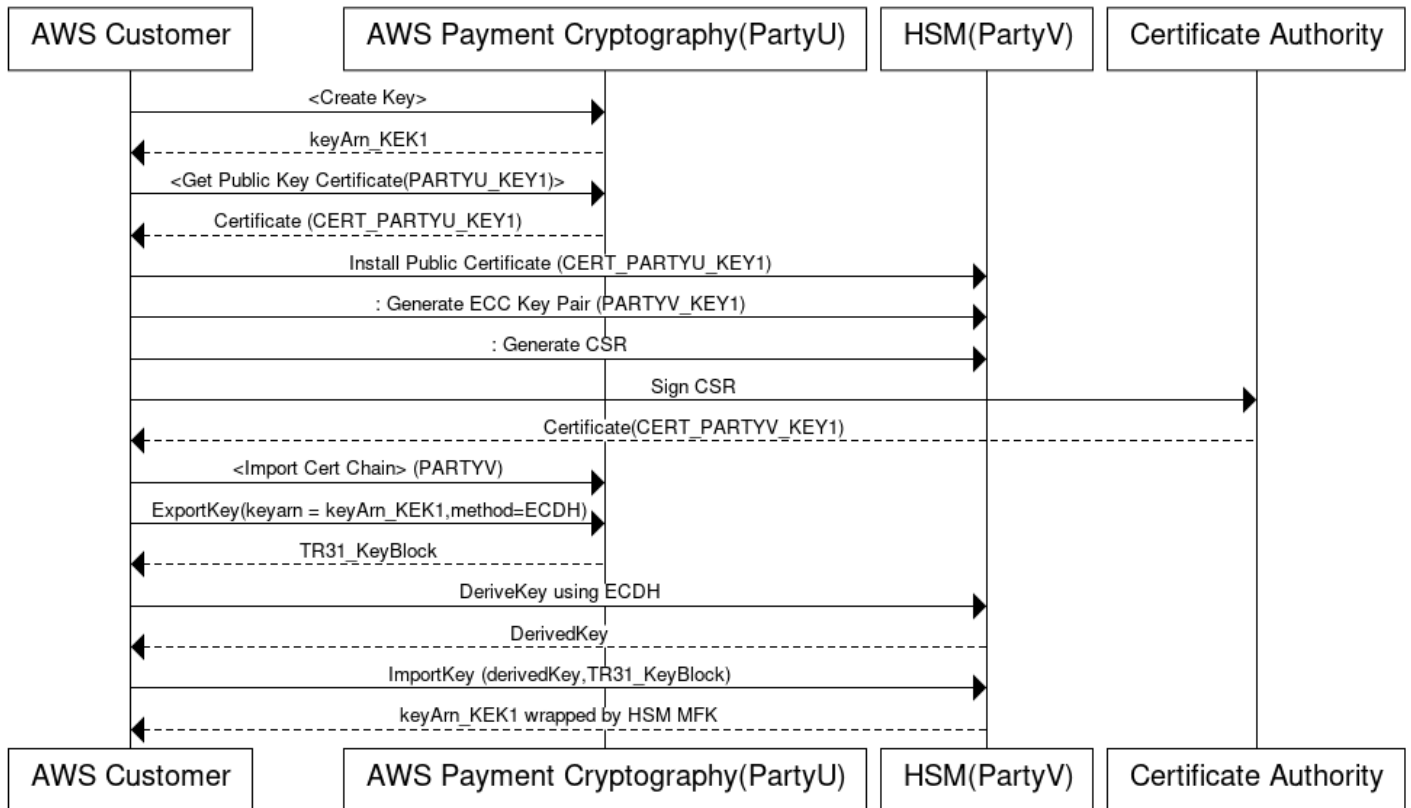 AWS Customer
AWS Payment Cryptography(PartyU)
HSM(PartyV)
Certificate Authority
<Create Key>
keyArn_KEK1
<Get Public Key Certificate(PARTYU_KEY1)>
Certificate (CERT_PARTYU_KEY1)
Install Public Certificate (CERT_PARTYU_KEY1)
: Generate ECC Key Pair (PARTYV_KEY1)
: Generate CSR
Sign CSR
Certificate(CERT_PARTYV_KEY1)
<Import Cert Chain> (PARTYV)
ExportKey(keyarn = keyArn_KEK1,method=ECDH)
TR31_KeyBlock
DeriveKey using ECDH
DerivedKey
ImportKey (derivedKey,TR31_KeyBlock)
keyArn_KEK1 wrapped by HSM MFK
AWS Customer
AWS Payment Cryptography(PartyU)
HSM(PartyV)
Certificate Authority